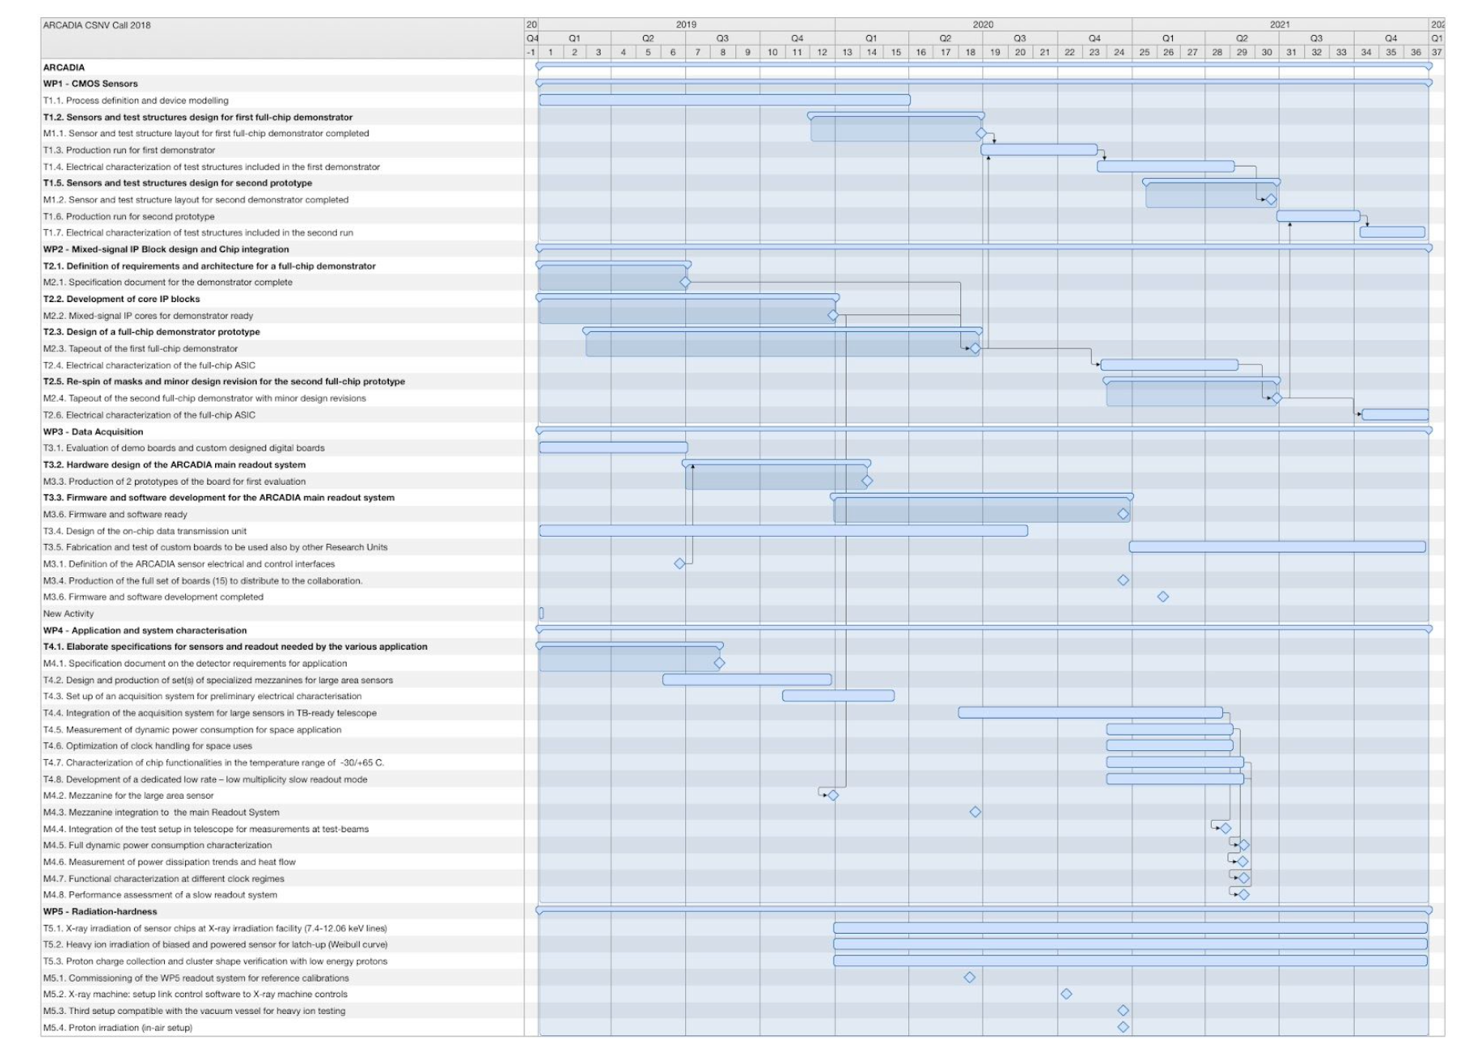 ARCADIA CSNV Call 2018
20 2019 2020 2021 202
Q4 Q1 Q2 Q3 Q4 Q1 Q2 Q3 Q4 Q1 Q2 Q3 Q4 Q1
-1 1 2 3 4 5 6 7 8 9 10 11 12 13 14 15 16 17 18 19 20 21 22 23 24 25 26 27 28 29 30 31 32 33 34 35 36 37
ARCADIA
WP1 - CMOS Sensors
T1.1. Process definition and device modelling
T1.2. Sensors and test structures design for first full-chip demonstrator
M1.1. Sensor and test structure layout for first full-chip demonstrator completed
T1.3. Production run for first demonstrator
T1.4. Electrical characterization of test structures included in the first demonstrator
T1.5. Sensors and test structures design for second prototype
M1.2. Sensor and test structure layout for second demonstrator completed
T1.6. Production run for second prototype
T1.7. Electrical characterization of test structures included in the second run
WP2 - Mixed-signal IP Block design and Chip integration
T2.1. Definition of requirements and architecture for a full-chip demonstrator
M2.1. Specification document for the demonstrator complete
T2.2. Development of core IP blocks
M2.2. Mixed-signal IP cores for demonstrator ready
T2.3. Design of a full-chip demonstrator prototype
M2.3. Tapeout of the first full-chip demonstrator
T2.4. Electrical characterization of the full-chip ASIC
T2.5. Re-spin of masks and minor design revision for the second full-chip prototype
M2.4. Tapeout of the second full-chip demonstrator with minor design revisions
T2.6. Electrical characterization of the full-chip ASIC
WP3 - Data Acquisition
T3.1. Evaluation of demo boards and custom designed digital boards
T3.2. Hardware design of the ARCADIA main readout system
M3.3. Production of 2 prototypes of the board for first evaluation
T3.3. Firmware and software development for the ARCADIA main readout system
M3.6. Firmware and software ready
T3.4. Design of the on-chip data transmission unit
T3.5. Fabrication and test of custom boards to be used also by other Research Units
M3.1. Definition of the ARCADIA sensor electrical and control interfaces
M3.4. Production of the full set of boards (15) to distribute to the collaboration.
M3.6. Firmware and software development completed
New Activity
WP4 - Application and system characterisation
T4.1. Elaborate specifications for sensors and readout needed by the various application
M4.1. Specification document on the detector requirements for application
T4.2. Design and production of set(s) of specialized mezzanines for large area sensors
T4.3. Set up of an acquisition system for preliminary electrical characterisation
T4.4. Integration of the acquisition system for large sensors in TB-ready telescope
T4.5. Measurement of dynamic power consumption for space application
T4.6. Optimization of clock handling for space uses
T4.7. Characterization of chip functionalities in the temperature range of -30/+65 C.
T4.8. Development of a dedicated low rate – low multiplicity slow readout mode
M4.2. Mezzanine for the large area sensor
M4.3. Mezzanine integration to the main Readout System
M4.4. Integration of the test setup in telescope for measurements at test-beams
M4.5. Full dynamic power consumption characterization
M4.6. Measurement of power dissipation trends and heat flow
M4.7. Functional characterization at different clock regimes
M4.8. Performance assessment of a slow readout system
WP5 - Radiation-hardness
T5.1. X-ray irradiation of sensor chips at X-ray irradiation facility (7.4-12.06 keV lines)
T5.2. Heavy ion irradiation of biased and powered sensor for latch-up (Weibull curve)
T5.3. Proton charge collection and cluster shape verification with low energy protons
M5.1. Commissioning of the WP5 readout system for reference calibrations
M5.2. X-ray machine: setup link control software to X-ray machine controls
M5.3. Third setup compatible with the vacuum vessel for heavy ion testing
M5.4. Proton irradiation (in-air setup)